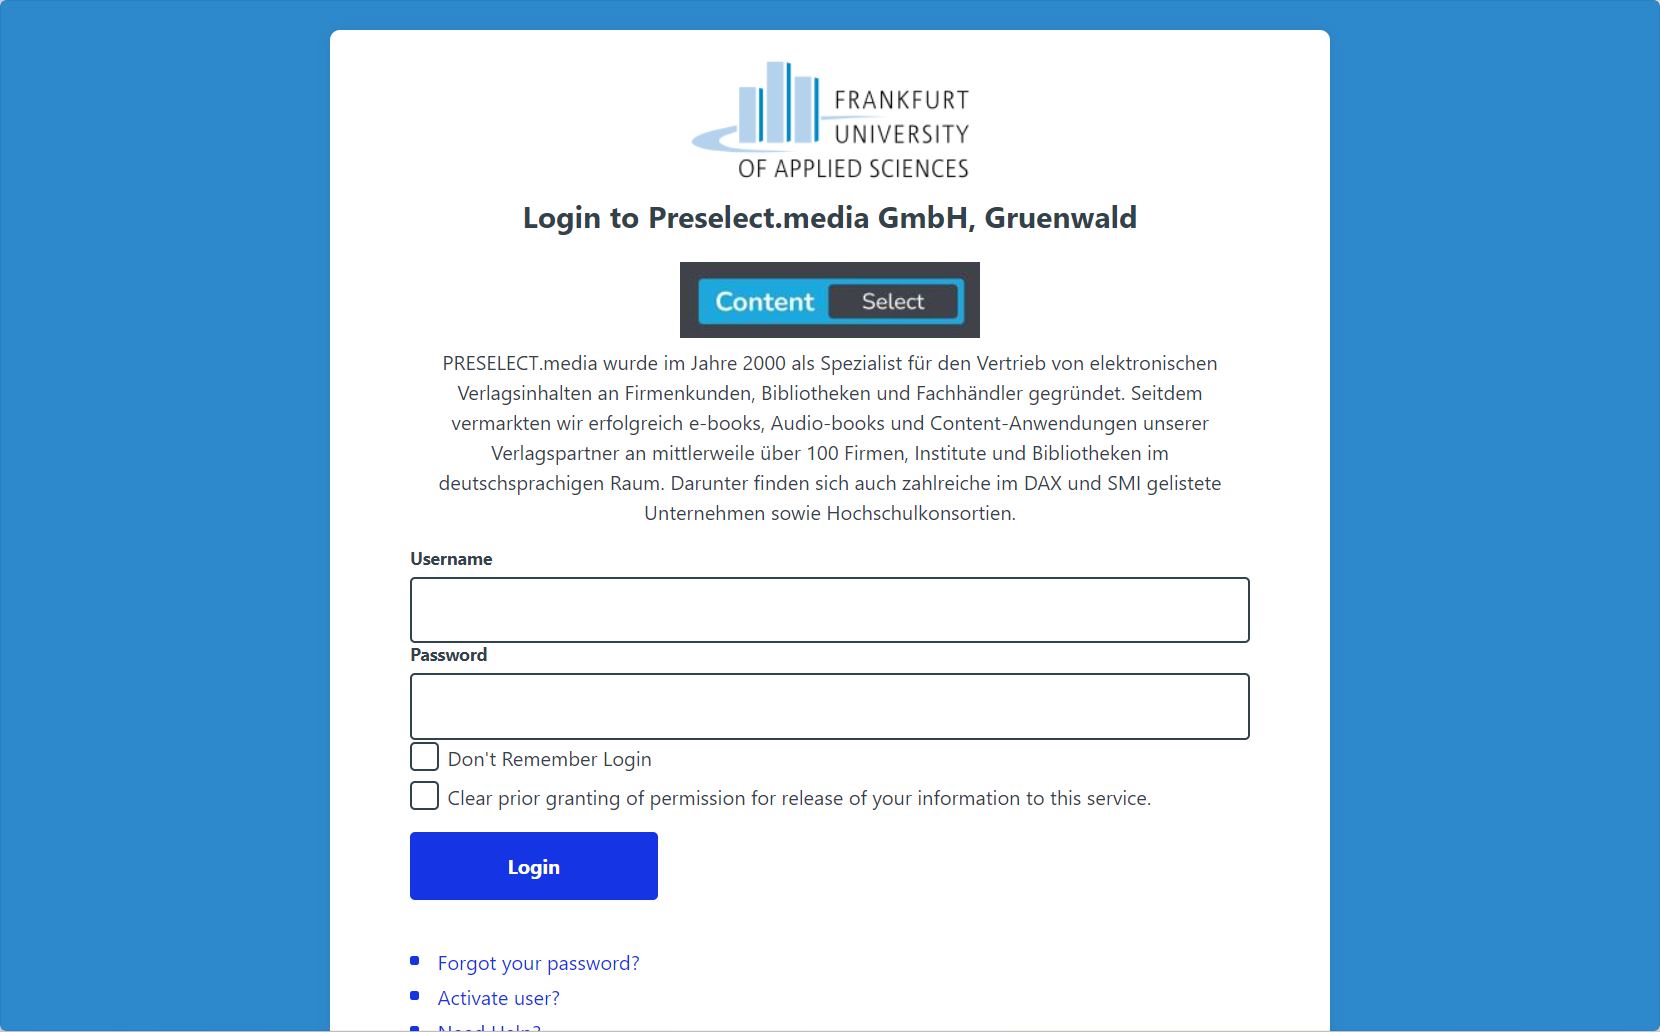 FRANKFURT
UNIVERSITY
OF APPLIED SCIENCES
Login to Preselect.media GmbH, Gruenwald
Content Select
PRESELECT.media wurde im Jahre 2000 als Spezialist für den Vertrieb von elektronischen
Verlagsinhalten an Firmenkunden, Bibliotheken und Fachhändler gegründet. Seitdem
vermarkten wir erfolgreich e-books, Audio-books und Content-Anwendungen unserer
Verlagspartner an mittlerweile über 100 Firmen, Institute und Bibliotheken im
deutschsprachigen Raum. Darunter finden sich auch zahlreiche im DAX und SMI gelistete
Unternehmen sowie Hochschulkonsortien.
Username
Password
Don't Remember Login
Clear prior granting of permission for release of your information to this service.
Login
Forgot your password?
Activate user?
Need Help?